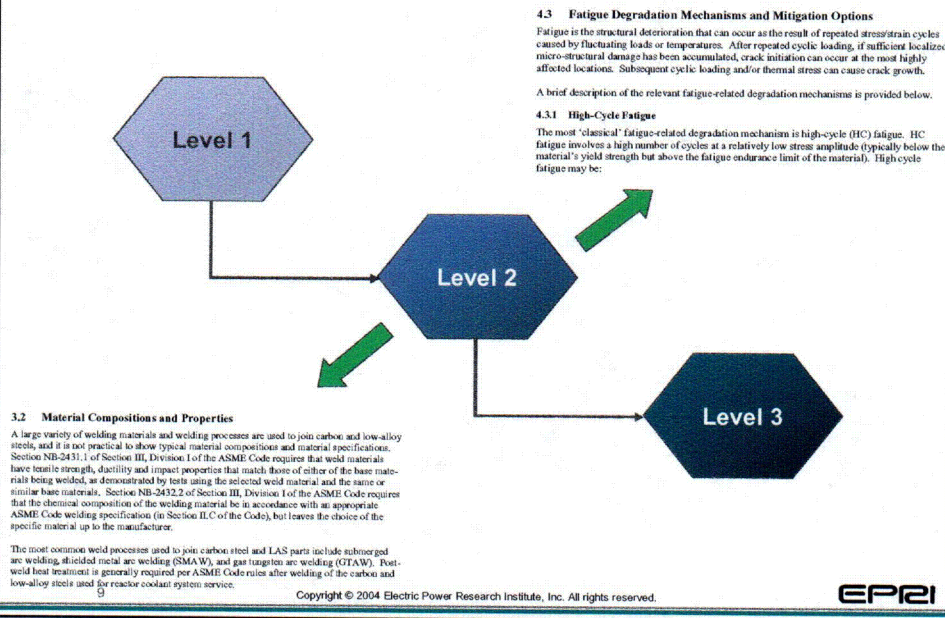 4.3 Fatigue Degradation Mechanisms and Mitigation Options
Fatigue is the structural deterioration that can occur as the result of repeated stress/strain cycles
caused by fluctuating loads or temperatures. After repeated cyclic loading, if sufficient localized
micro-structural damage has been accumulated, crack initiation can occur at the most highly
affected locations. Subsequent cyclic loading and/or thermal stress can cause crack growth.
A brief description of the relevant fatigue-related degradation mechanisms is provided below.
4.3.1 High-Cycle Fatigue
The most 'classical' fatigue-related degradation mechanism is high-cycle (HC) fatigue. HC
fatigue involves a high number of cycles at a relatively low stress amplitude (typically below the
material's yield strength but above the fatigue endurance limit of the material). High cycle
fatigue may be:
Level 1
Level 2
Level 3
3.2 Material Compositions and Properties
A large variety of welding materials and welding processes are used to join carbon and low-alloy
steels, and it is not practical to show typical material compositions and material specifications.
Section NB-2431.1 of Section III, Division I of the ASME Code requires that weld materials
have tensile strength, ductility and impact properties that match those of either of the base mate-
rials being welded, as demonstrated by tests using the selected weld material and the same or
similar base materials. Section NB-2432.2 of Section III, Division I of the ASME Code requires
that the chemical composition of the welding material be in accordance with an appropriate
ASME Code welding specification (in Section II.C of the Code), but leaves the choice of the
specific material up to the manufacturer.
The most common weld processes used to join carbon steel and LAS parts include submerged
arc welding, shielded metal arc welding (SMAW), and gas tungsten arc welding (GTAW). Post-
weld heat treatment is generally required per ASME Code rules after welding of the carbon and
low-alloy steels used for reactor coolant system service.
9
Copyright © 2004 Electric Power Research Institute, Inc. All rights reserved.
EPRI